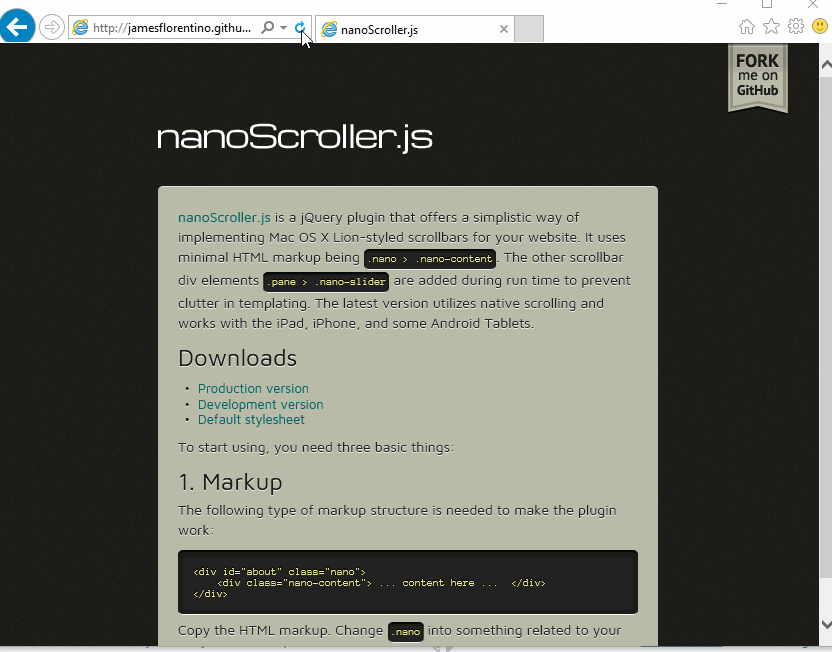 http://jamesflorentino.githu...
nanoScroller.js
FORK
me on
GitHub
nanoScroller.js
nanoScroller.js is a jQuery plugin that offers a simplistic way of
implementing Mac OS X Lion-styled scrollbars for your website. It uses
minimal HTML markup being .nano > .nano-content. The other scrollbar
div elements .pane > .nano-slider are added during run time to prevent
clutter in templating. The latest version utilizes native scrolling and
works with the iPad, iPhone, and some Android Tablets.
Downloads
• Production version
• Development version
• Default stylesheet
To start using, you need three basic things:
1. Markup
The following type of markup structure is needed to make the plugin
work:
<div id="about" class="nano">
    <div class="nano-content"> ... content here ...  </div>
</div>
Copy the HTML markup. Change .nano into something related to your